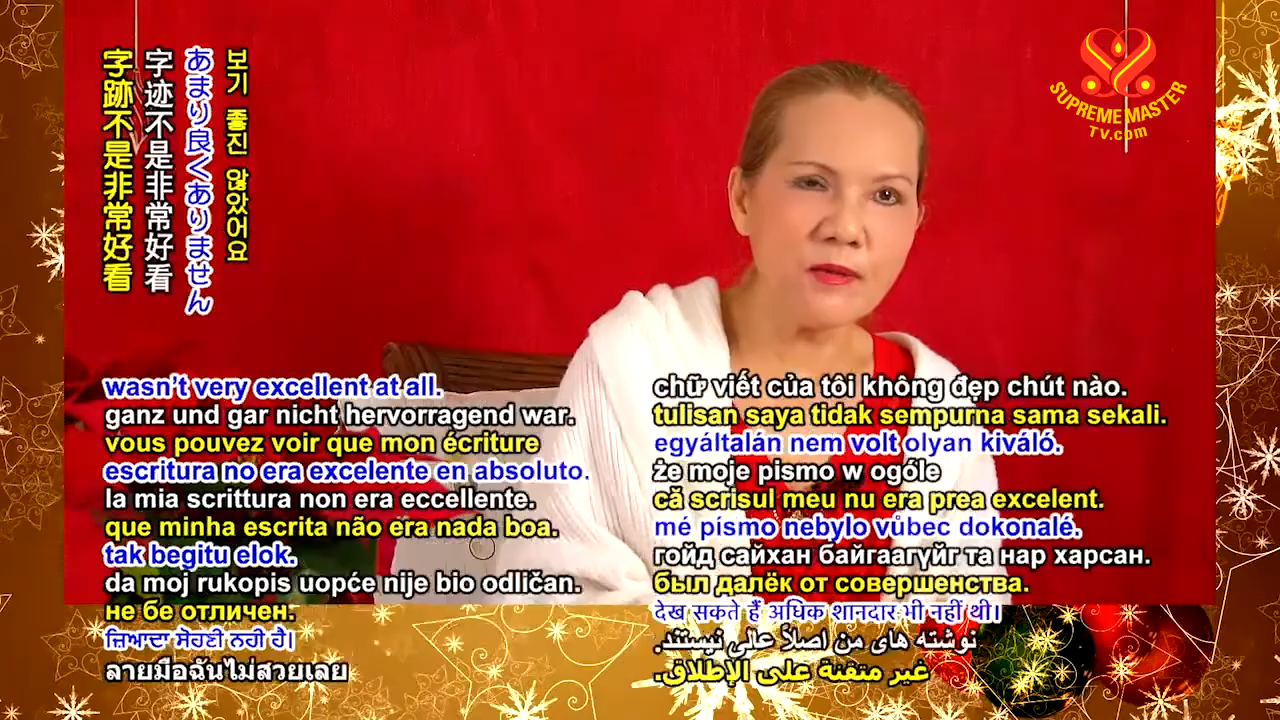 SUPREME MASTER
TV.com
字跡不是非常好看
字迹不是非常好看
あまり良くありません
보기 좋진 않았어요
wasn't very excellent at all.
ganz und gar nicht hervorragend war.
vous pouvez voir que mon écriture
escritura no era excelente en absoluto.
la mia scrittura non era eccellente.
que minha escrita não era nada boa.
tak begitu elok.
da moj rukopis uopće nije bio odličan.
не бе отличен.
ਜ਼ਿਆਦਾ ਸੋਹਣੀ ਨਹੀ ਹੈ|
ลายมือฉันไม่สวยเลย
chữ viết của tôi không đẹp chút nào.
tulisan saya tidak sempurna sama sekali.
egyáltalán nem volt olyan kiváló.
że moje pismo w ogóle
că scrisul meu nu era prea excelent.
mé písmo nebylo vůbec dokonalé.
гойд сайхан байгаагүйг та нар харсан.
был далёк от совершенства.
देख सकते हैं अधिक शानदार भी नहीं थी।
نوشته های من اصلاً عالی نیستند.
غير متقنة على الإطلاق.